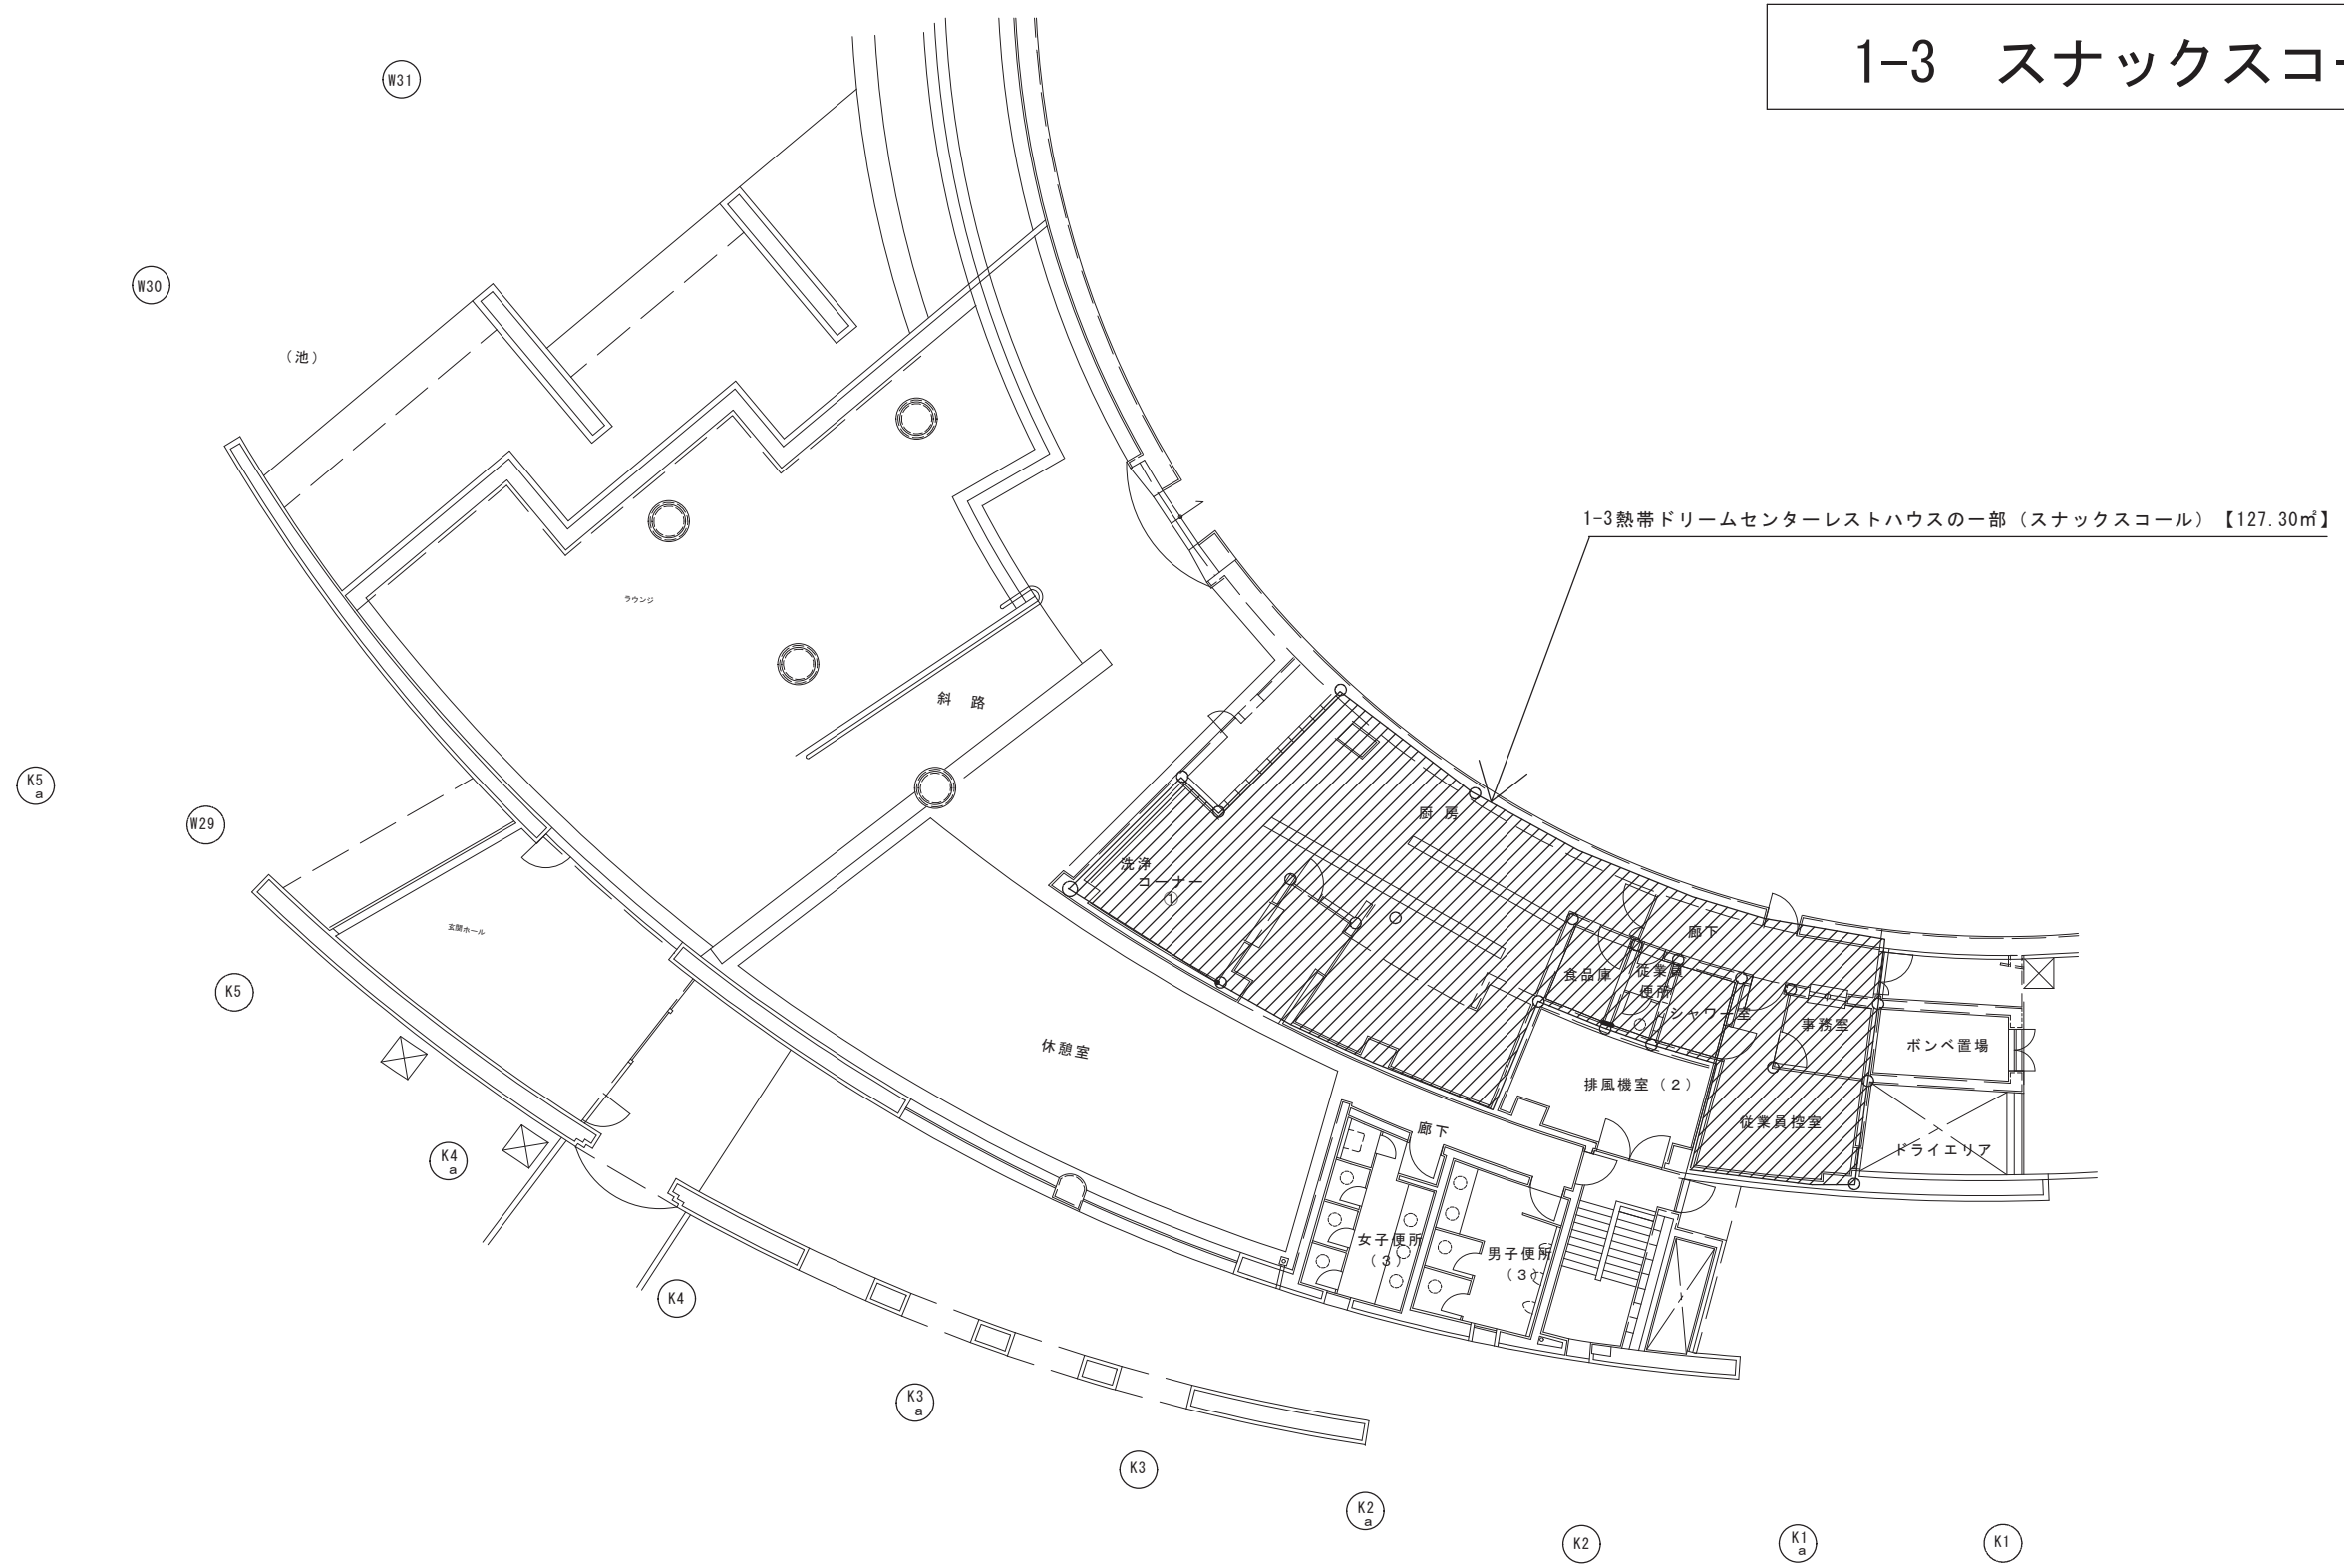 1-3 スナックスコー
W31
W30
（池）
1-3熱帯ドリームセンターレストハウスの一部（スナックスコール）【127.30㎡】
ラウンジ
斜 路
K5
a
W29
厨 房
洗浄
コーナー
①
玄関ホール
廊下
食品庫
従業員
便所
シャワー室
事務室
K5
休憩室
ボンベ置場
排風機室（2）
従業員控室
廊下
ドライエリア
K4
a
女子便所
（3）
男子便所
（3）
K4
K3
a
K3
K2
a
K2
K1
a
K1